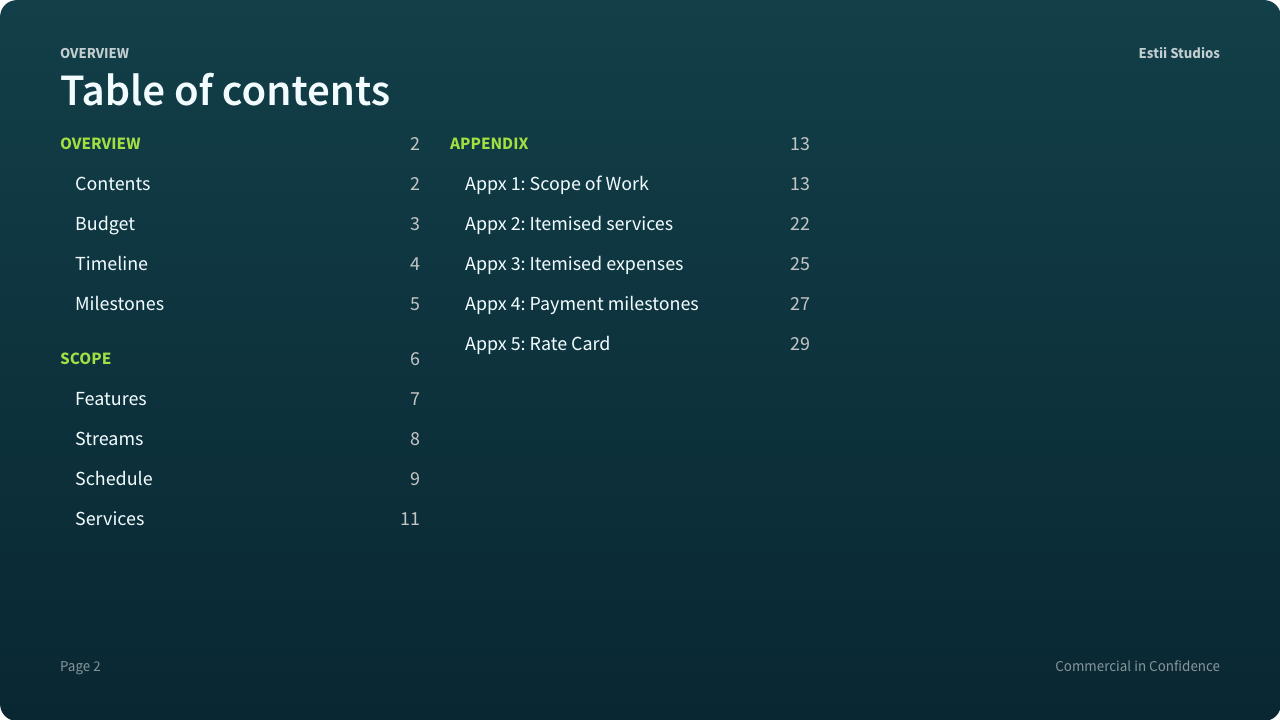 OVERVIEW
Estii Studios
Table of contents
OVERVIEW 2
Contents 2
Budget 3
Timeline 4
Milestones 5
SCOPE 6
Features 7
Streams 8
Schedule 9
Services 11
APPENDIX 13
Appx 1: Scope of Work 13
Appx 2: Itemised services 22
Appx 3: Itemised expenses 25
Appx 4: Payment milestones 27
Appx 5: Rate Card 29
Page 2
Commercial in Confidence